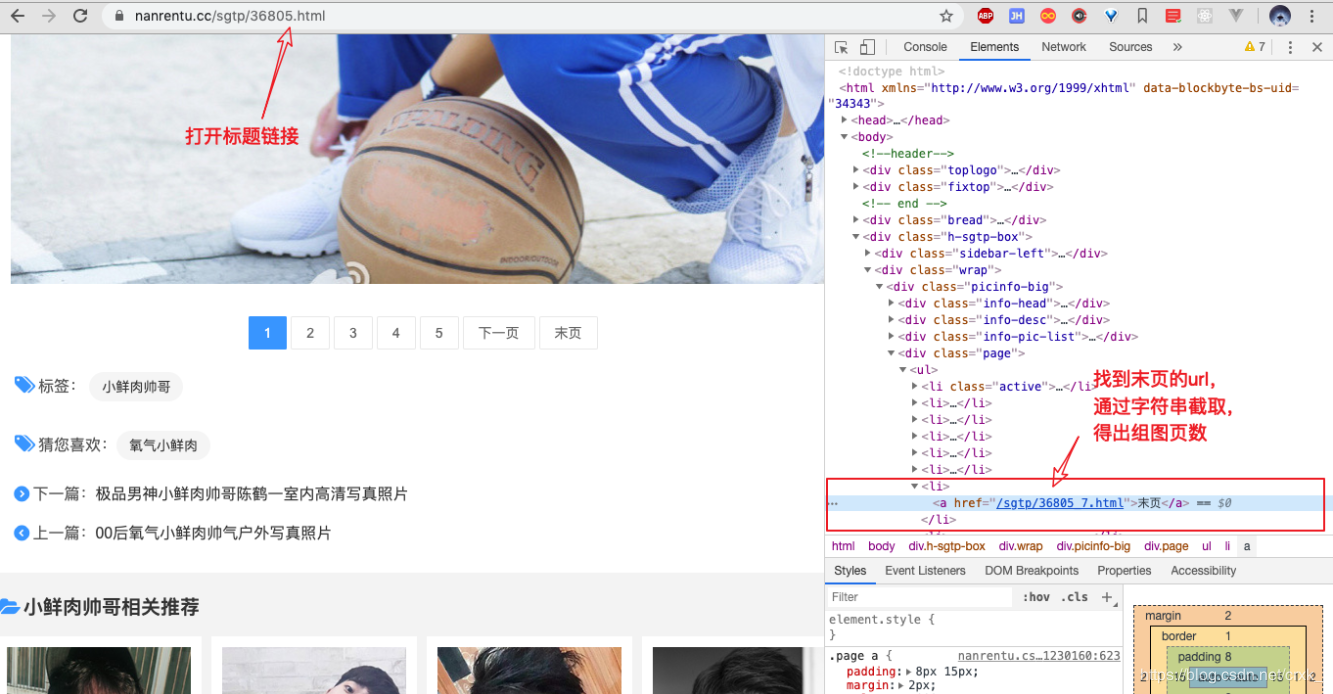 nanrentu.cc/sgtp/36805.html
ABP
JH
打开标题链接
SPALDING
INDOOR/OUTDOOR
1 2 3 4 5 下一页 末页
标签： 小鲜肉帅哥
猜您喜欢： 氧气小鲜肉
下一篇：极品男神小鲜肉帅哥陈鹤一室内高清写真照片
上一篇：00后氧气小鲜肉帅气户外写真照片
小鲜肉帅哥相关推荐
Console Elements Network Sources » 7
<!doctype html>
<html xmlns="http://www.w3.org/1999/xhtml" data-blockbyte-bs-uid=
"34343">
<head>…</head>
<body>
<!--header-->
<div class="toplogo">…</div>
<div class="fixtop">…</div>
<!-- end -->
<div class="bread">…</div>
<div class="h-sgtp-box">
<div class="sidebar-left">…</div>
<div class="wrap">
<div class="picinfo-big">
<div class="info-head">…</div>
<div class="info-desc">…</div>
<div class="info-pic-list">…</div>
<div class="page">
<ul>
<li class="active">…</li>
<li>…</li>
<li>…</li>
<li>…</li>
<li>…</li>
<li>…</li>
<li>
<a href="/sgtp/36805_7.html">末页</a> == $0
</li>
找到末页的url，
通过字符串截取，
得出组图页数
html body div.h-sgtp-box div.wrap div.picinfo-big div.page ul li a
Styles Event Listeners DOM Breakpoints Properties Accessibility
Filter :hov .cls +
element.style {
}
.page a { nanrentu.cs…1230160:623
padding: 8px 15px;
margin: 2px;
margin 2
border 1
padding 8